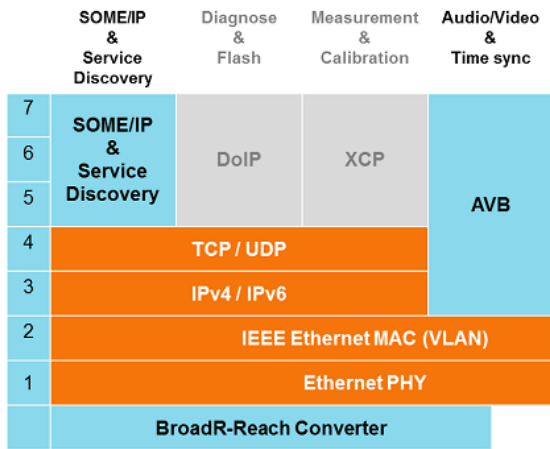 SOME/IP
&
Service
Discovery
Diagnose
&
Flash
Measurement
&
Calibration
Audio/Video
&
Time sync
7
6
5
4
3
2
1
SOME/IP
&
Service
Discovery
DoIP
XCP
AVB
TCP / UDP
IPv4 / IPv6
IEEE Ethernet MAC (VLAN)
Ethernet PHY
BroadR-Reach Converter